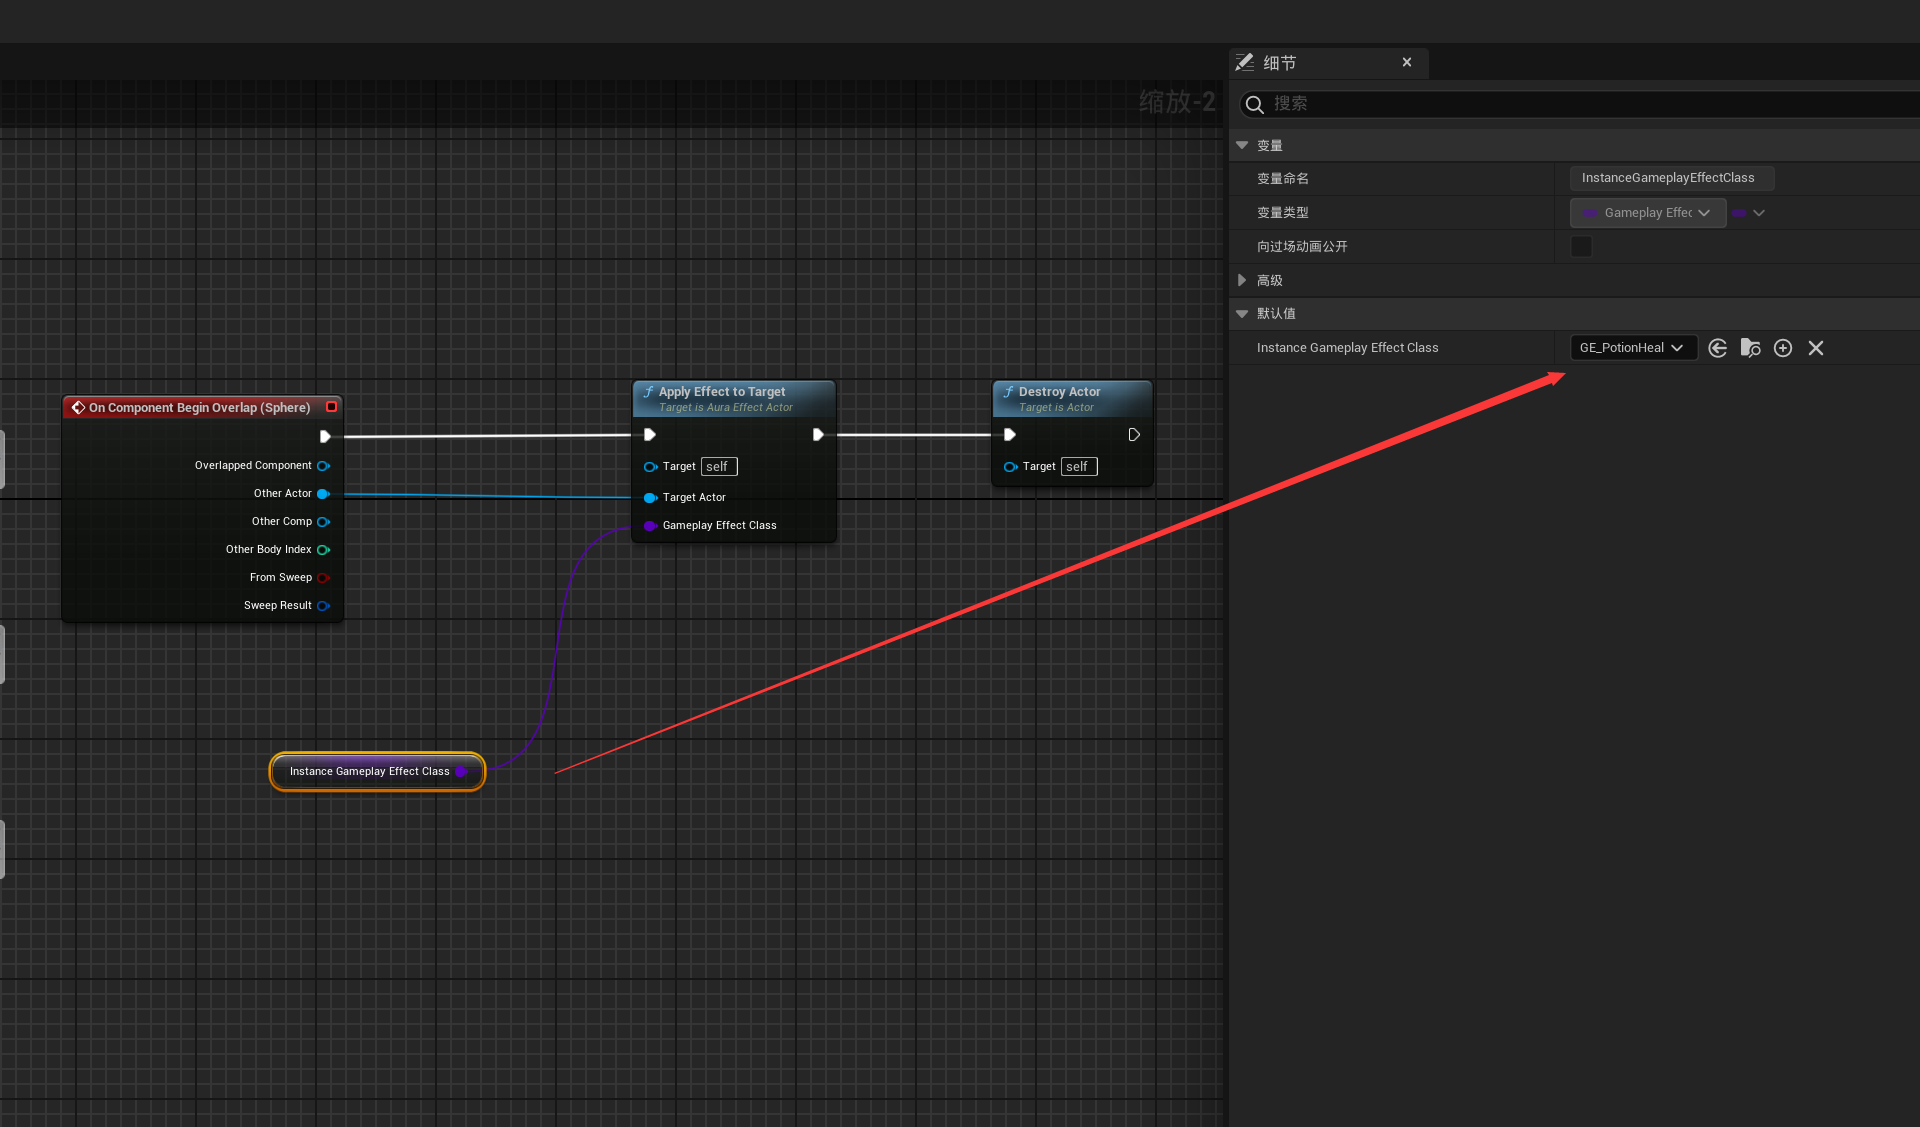 缩放-2
On Component Begin Overlap (Sphere)
Overlapped Component
Other Actor
Other Comp
Other Body Index
From Sweep
Sweep Result
Apply Effect to Target
Target is Aura Effect Actor
Target self
Target Actor
Gameplay Effect Class
Destroy Actor
Target is Actor
Target self
Instance Gameplay Effect Class
细节
搜索
变量
变量命名 InstanceGameplayEffectClass
变量类型 Gameplay Effec
向过场动画公开
高级
默认值
Instance Gameplay Effect Class GE_PotionHeal